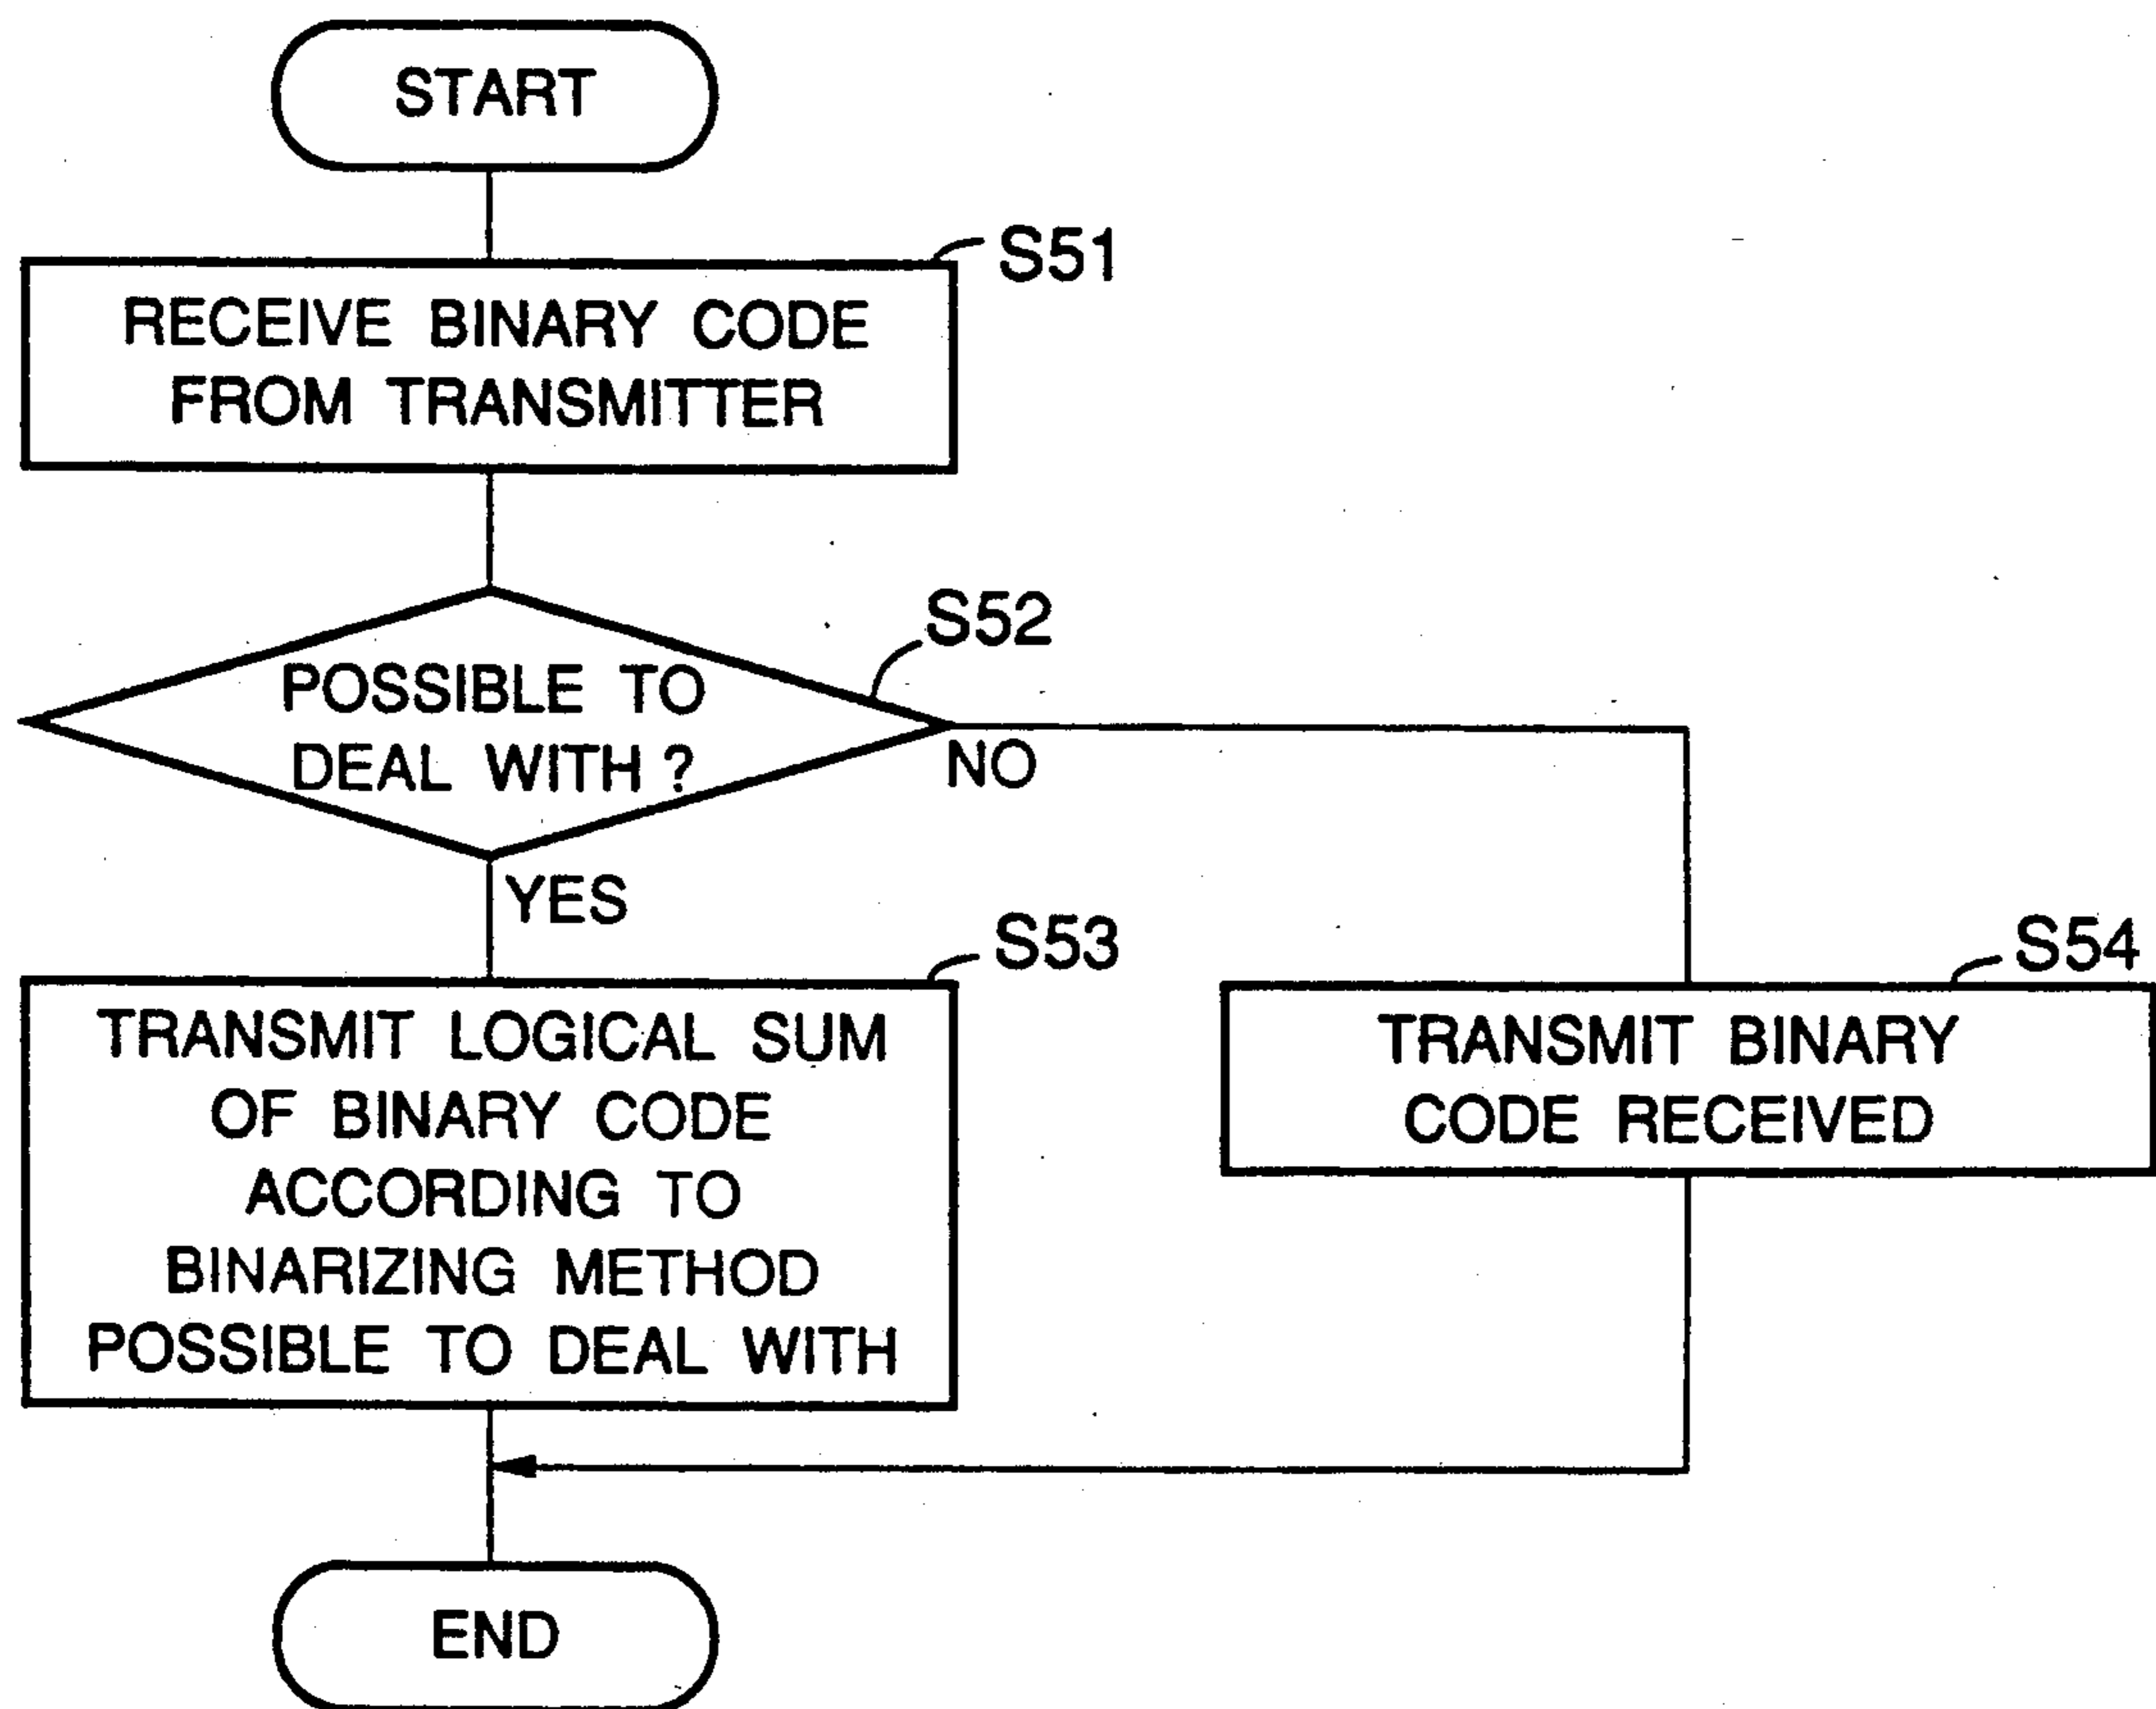 START
S51
RECEIVE BINARY CODE
FROM TRANSMITTER
S52
POSSIBLE TO
DEAL WITH ?
NO
YES
S53
TRANSMIT LOGICAL SUM
OF BINARY CODE
ACCORDING TO
BINARIZING METHOD
POSSIBLE TO DEAL WITH
S54
TRANSMIT BINARY
CODE RECEIVED
END